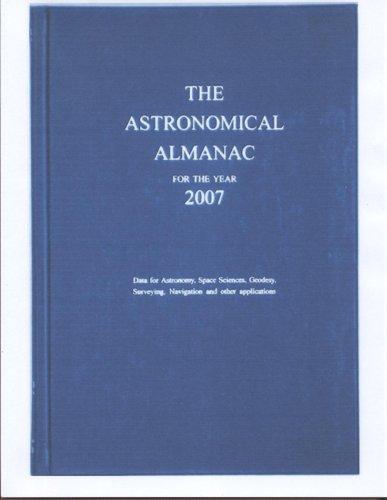 THE
ASTRONOMICAL
ALMANAC
FOR THE YEAR
2007
Data for Astronomy, Space Sciences, Geodesy,
Surveying, Navigation and other applications